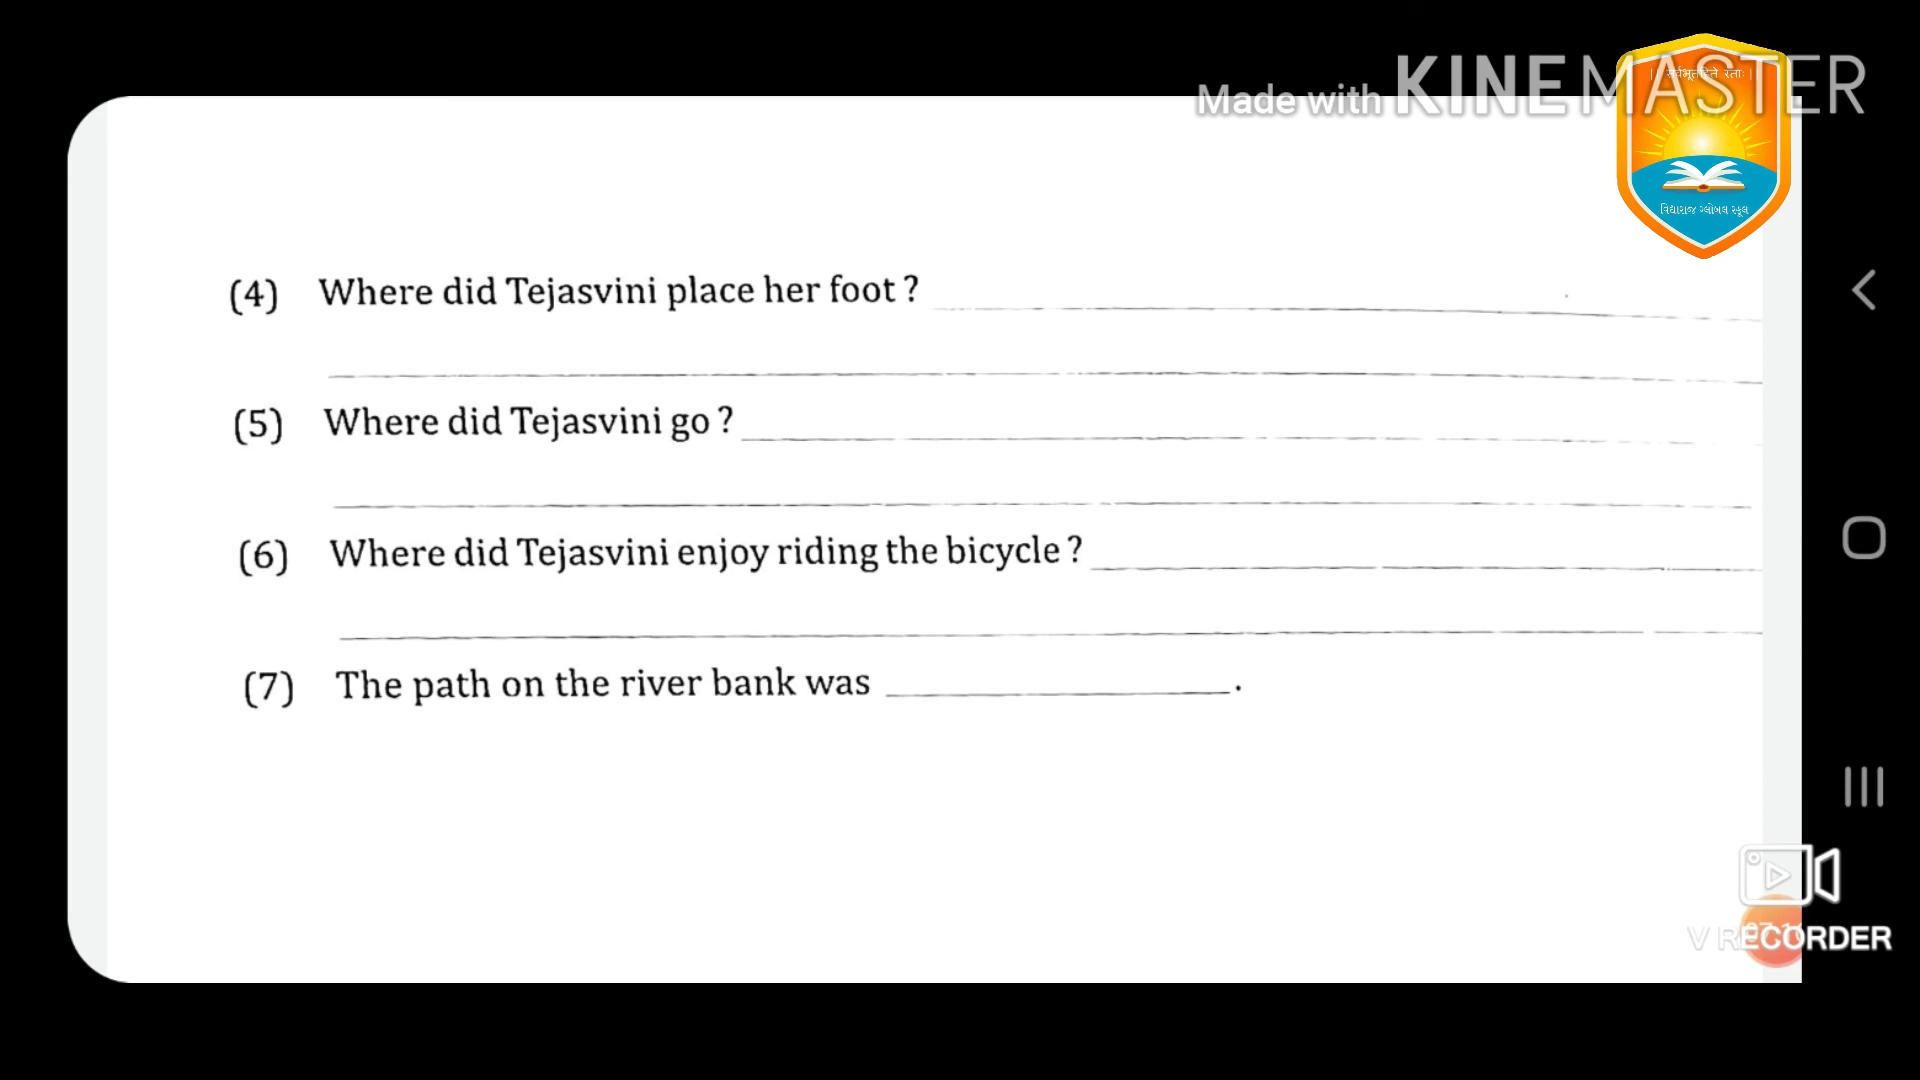 Made with KINEMASTER
विद्याराज ग्लोबल स्कूल
(4) Where did Tejasvini place her foot ?
(5) Where did Tejasvini go ?
(6) Where did Tejasvini enjoy riding the bicycle ?
(7) The path on the river bank was .
V RECORDER